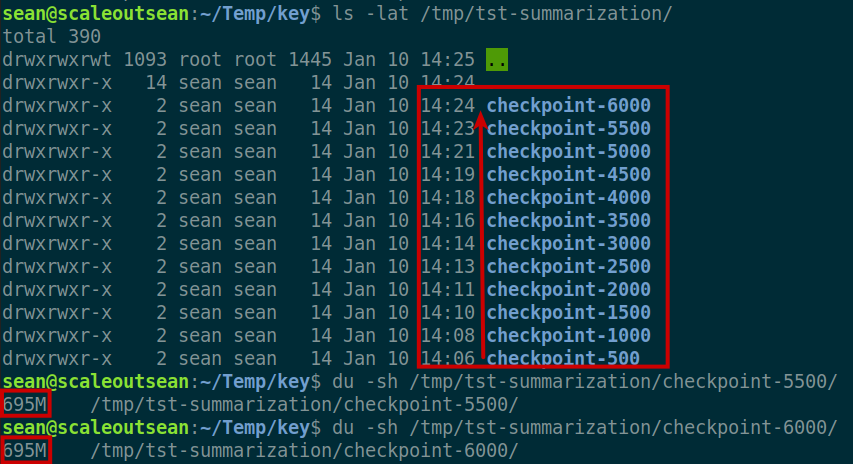 sean@scaleoutsean:~/Temp/key$ ls -lat /tmp/tst-summarization/
total 390
drwxrwxrwt 1093 root root 1445 Jan 10 14:25 ..
drwxrwxr-x   14 sean sean   14 Jan 10 14:24
drwxrwxr-x    2 sean sean   14 Jan 10 14:24 checkpoint-6000
drwxrwxr-x    2 sean sean   14 Jan 10 14:23 checkpoint-5500
drwxrwxr-x    2 sean sean   14 Jan 10 14:21 checkpoint-5000
drwxrwxr-x    2 sean sean   14 Jan 10 14:19 checkpoint-4500
drwxrwxr-x    2 sean sean   14 Jan 10 14:18 checkpoint-4000
drwxrwxr-x    2 sean sean   14 Jan 10 14:16 checkpoint-3500
drwxrwxr-x    2 sean sean   14 Jan 10 14:14 checkpoint-3000
drwxrwxr-x    2 sean sean   14 Jan 10 14:13 checkpoint-2500
drwxrwxr-x    2 sean sean   14 Jan 10 14:11 checkpoint-2000
drwxrwxr-x    2 sean sean   14 Jan 10 14:10 checkpoint-1500
drwxrwxr-x    2 sean sean   14 Jan 10 14:08 checkpoint-1000
drwxrwxr-x    2 sean sean   14 Jan 10 14:06 checkpoint-500
sean@scaleoutsean:~/Temp/key$ du -sh /tmp/tst-summarization/checkpoint-5500/
695M    /tmp/tst-summarization/checkpoint-5500/
sean@scaleoutsean:~/Temp/key$ du -sh /tmp/tst-summarization/checkpoint-6000/
695M    /tmp/tst-summarization/checkpoint-6000/